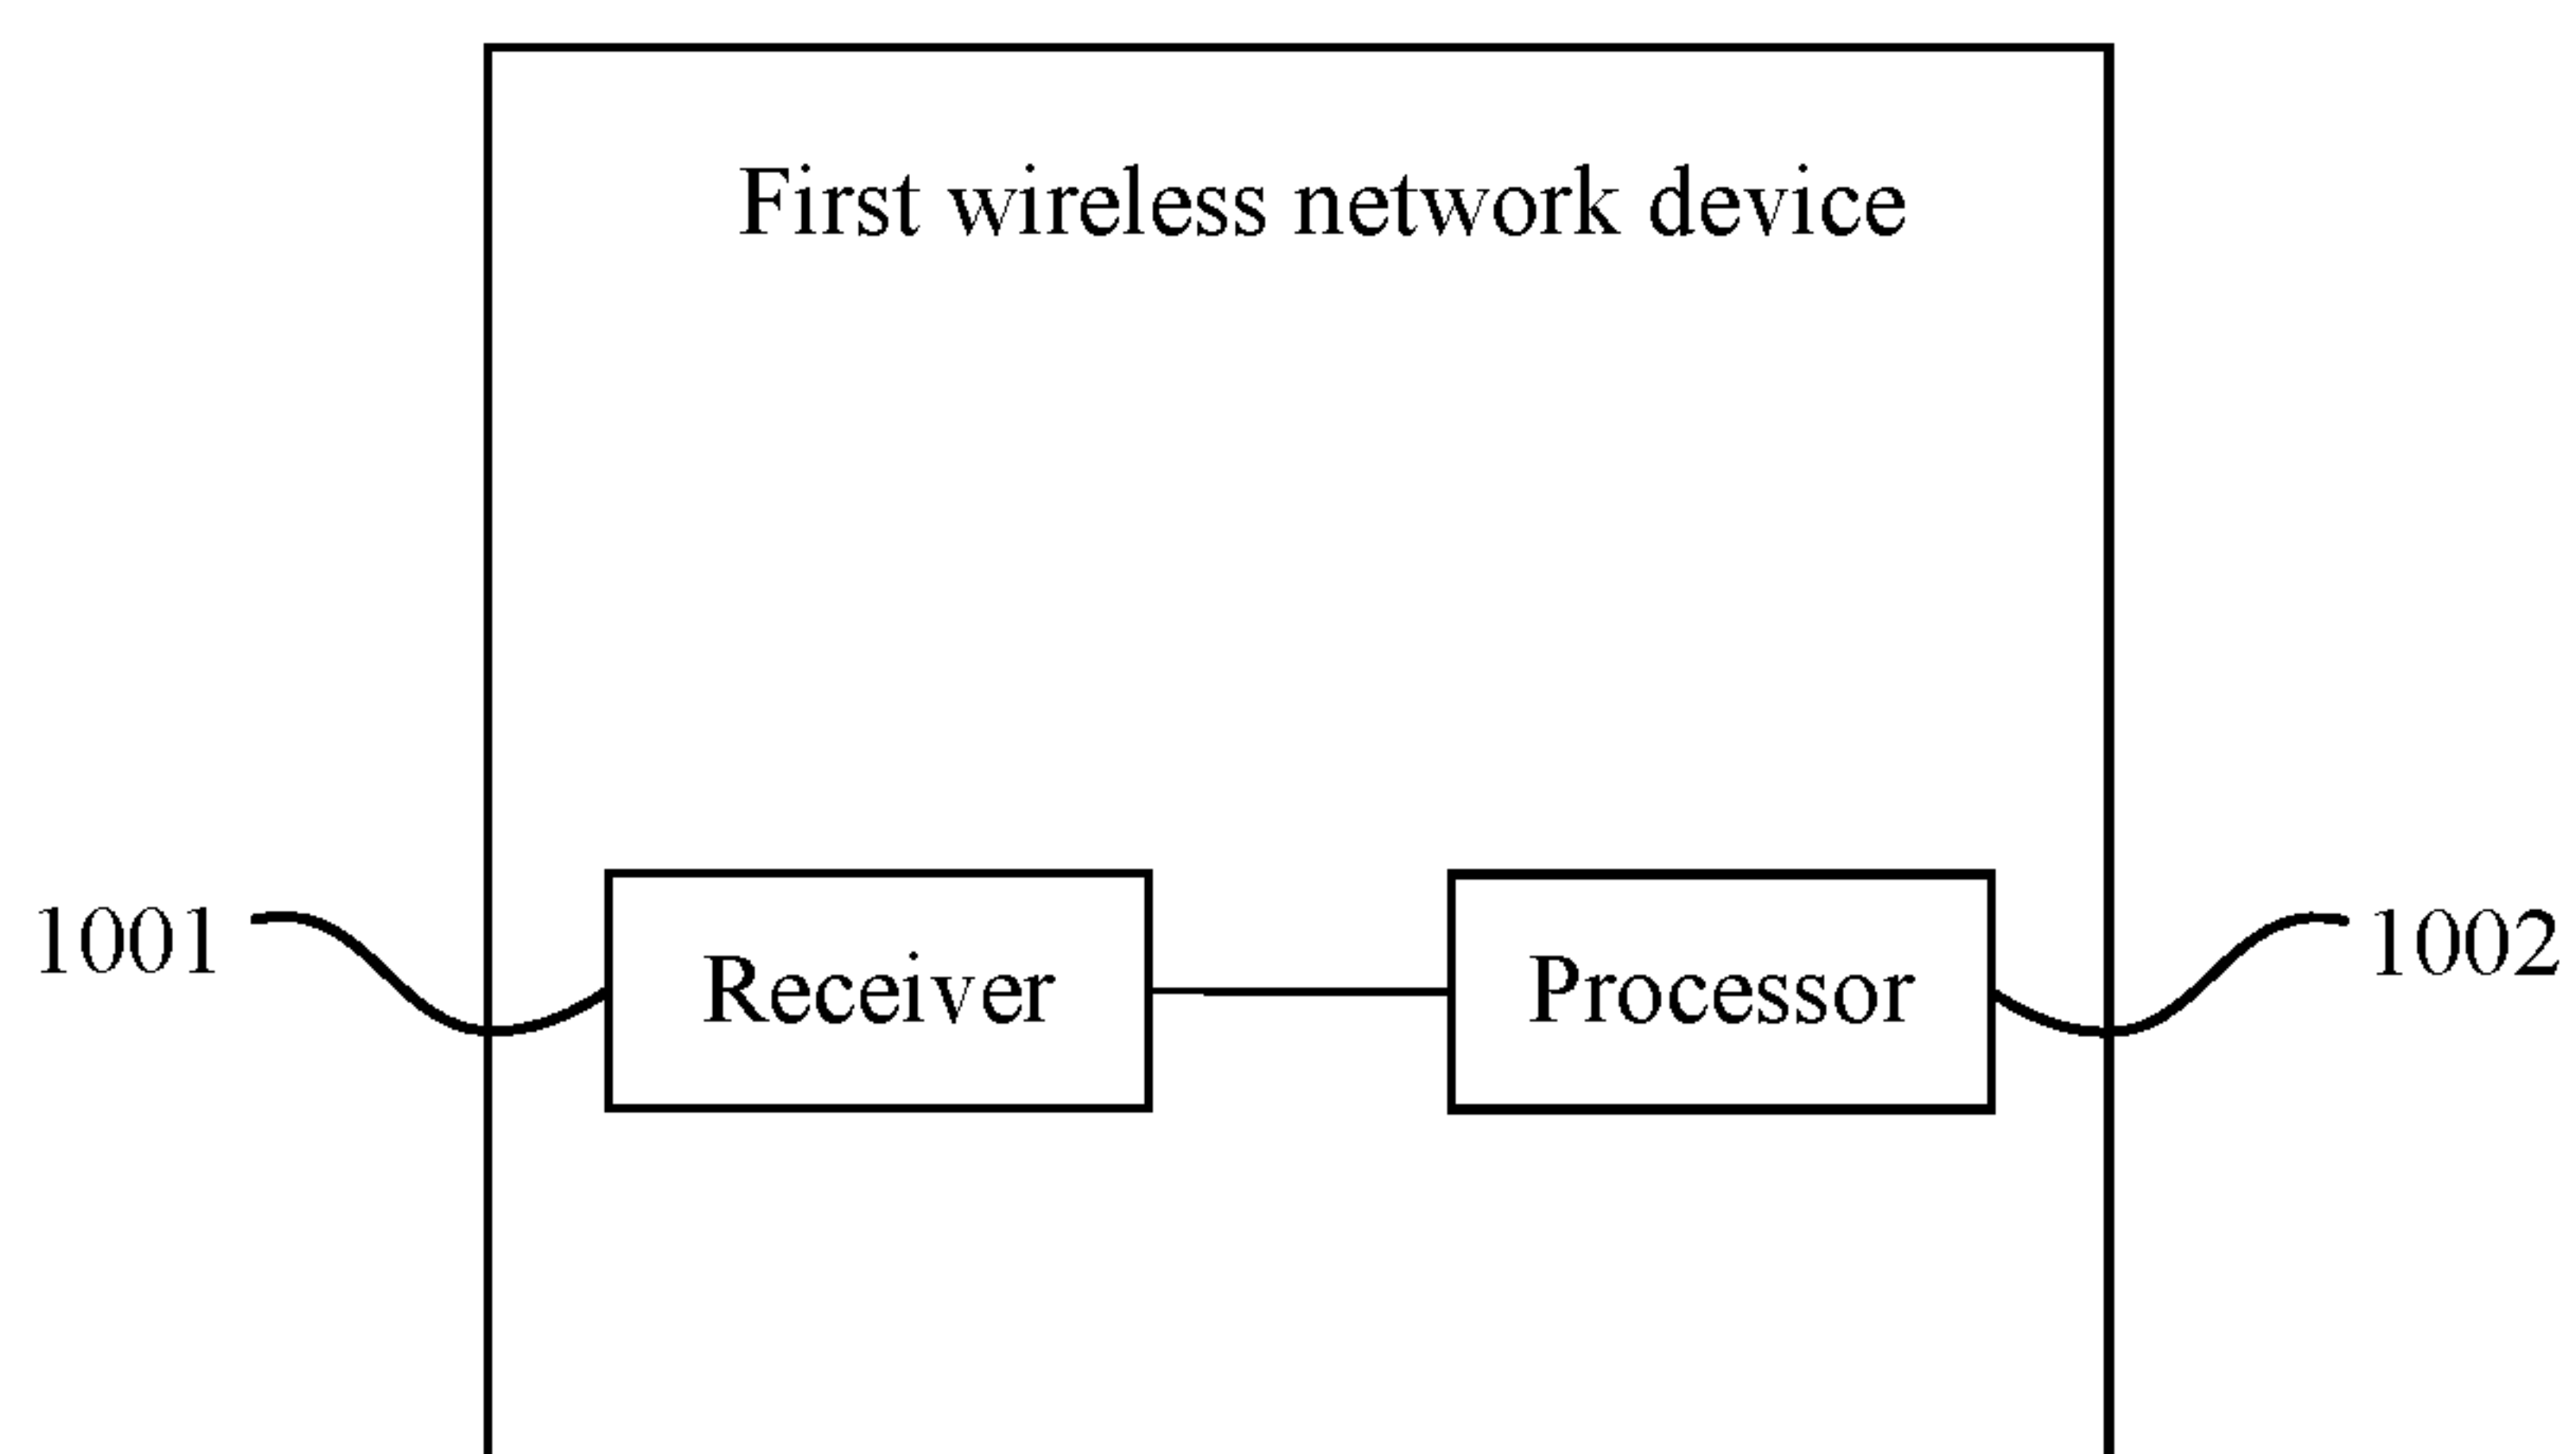 First wireless network device
1001
Receiver
Processor
1002